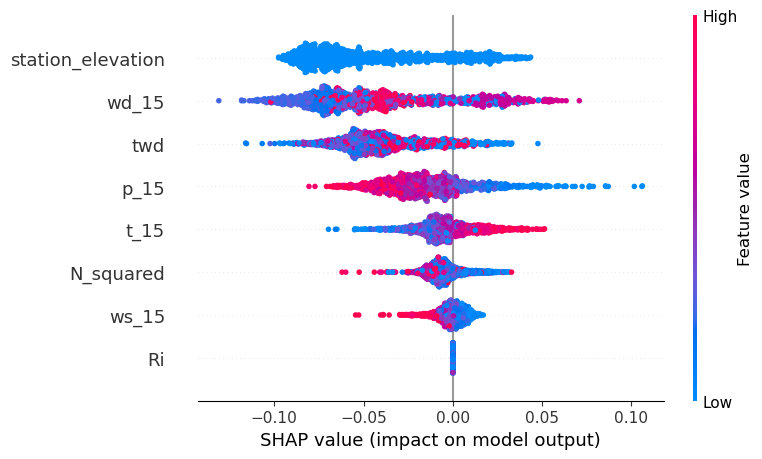 High
station_elevation
wd_15
twd
p_15
t_15
N_squared
ws_15
Ri
Feature value
Low
−0.10 −0.05 0.00 0.05 0.10
SHAP value (impact on model output)